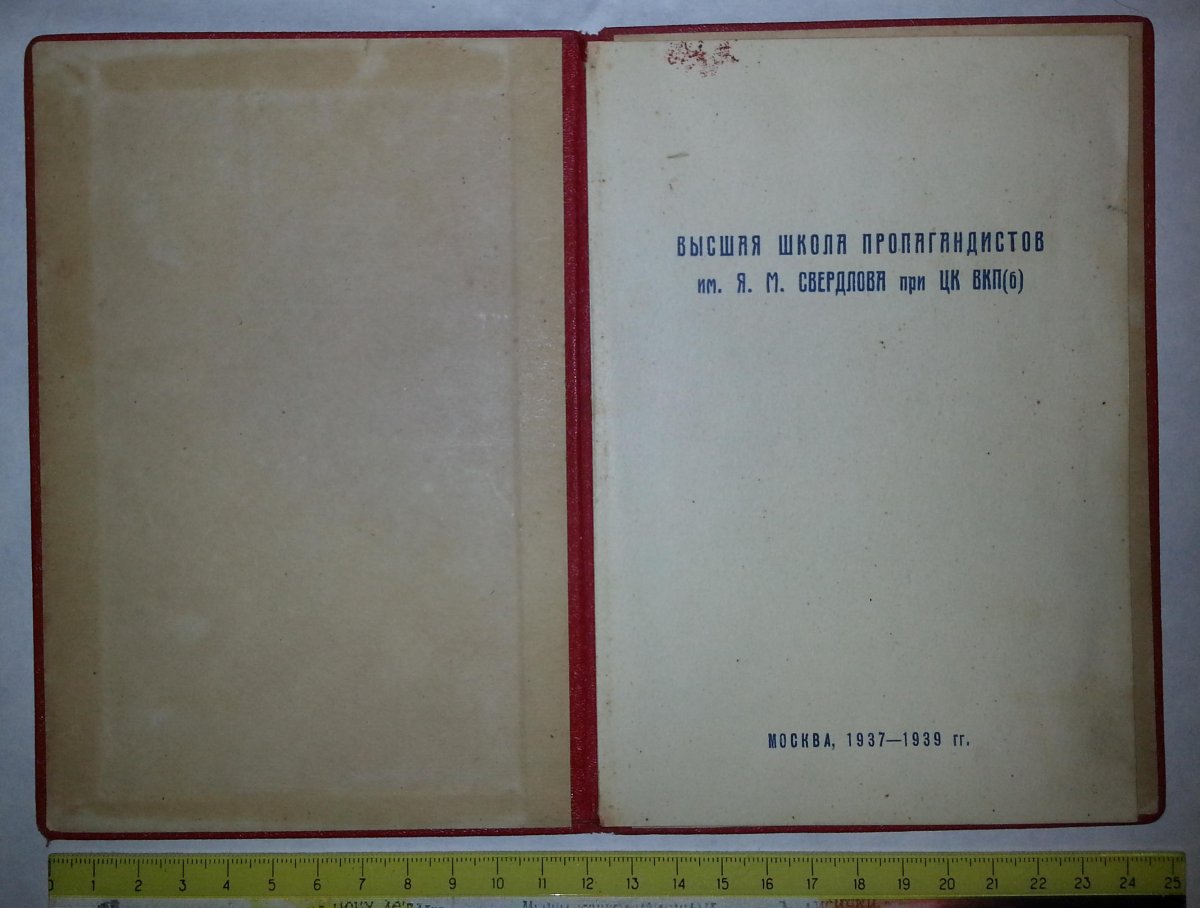 ВЫСШАЯ ШКОЛА ПРОПАГАНДИСТОВ
им. Я. М. СВЕРДЛОВА при ЦК ВКП(б)
МОСКВА, 1937—1939 гг.
1 2 3 4 5 6 7 8 9 10 11 12 13 14 15 16 17 18 19 20 21 22 23 24 25